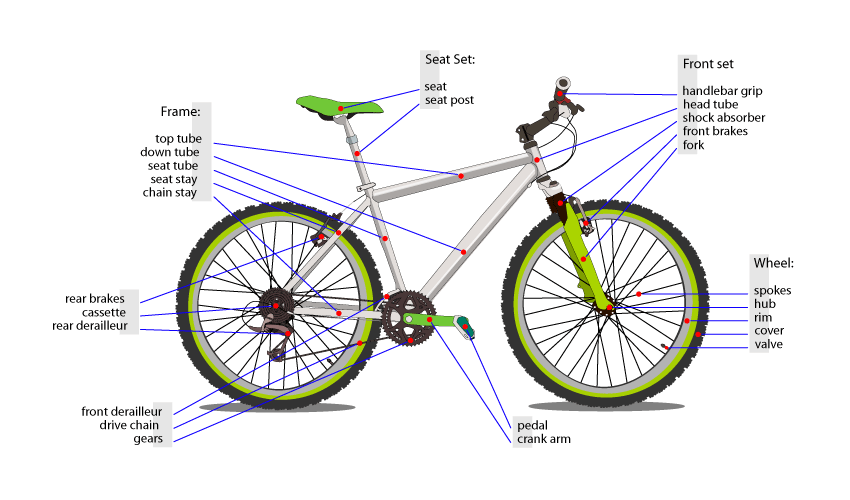 Seat Set:
seat
seat post
Front set
handlebar grip
head tube
shock absorber
front brakes
fork
Frame:
top tube
down tube
seat tube
seat stay
chain stay
Wheel:
spokes
hub
rim
cover
valve
rear brakes
cassette
rear derailleur
front derailleur
drive chain
gears
pedal
crank arm